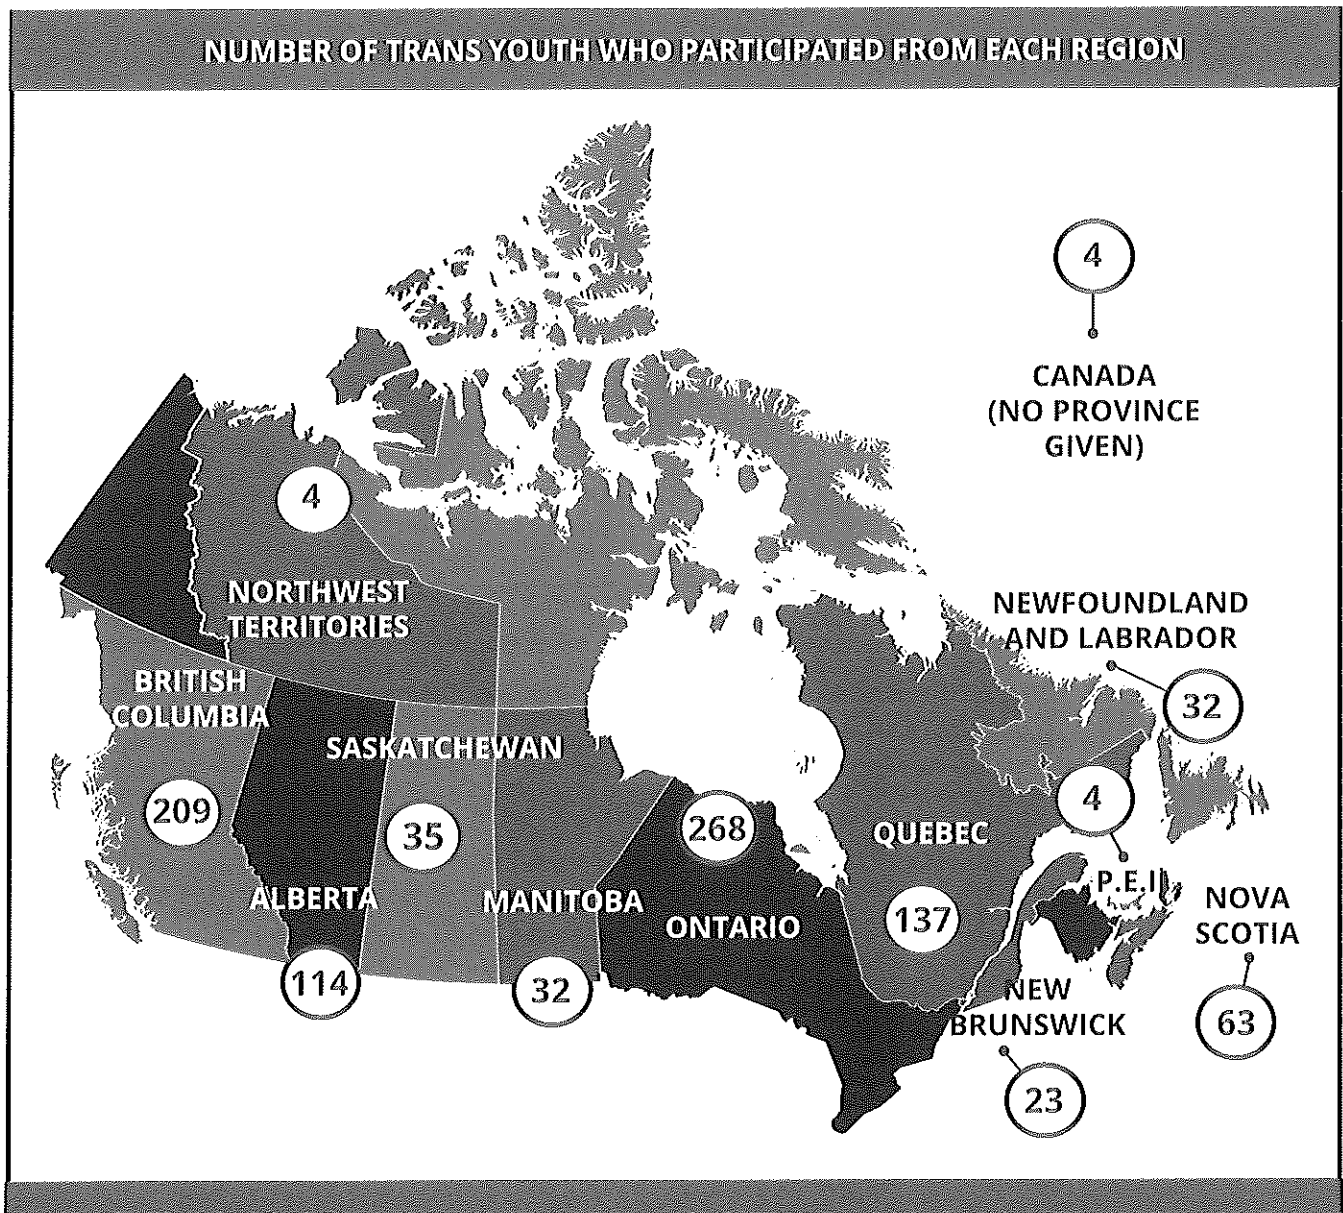 NUMBER OF TRANS YOUTH WHO PARTICIPATED FROM EACH REGION
4
CANADA
(NO PROVINCE
GIVEN)
4
NORTHWEST
TERRITORIES
NEWFOUNDLAND
AND LABRADOR
32
BRITISH
COLUMBIA
209
SASKATCHEWAN
35
ALBERTA
114
MANITOBA
32
268
ONTARIO
QUEBEC
137
4
P.E.I
NOVA
SCOTIA
63
NEW
BRUNSWICK
23